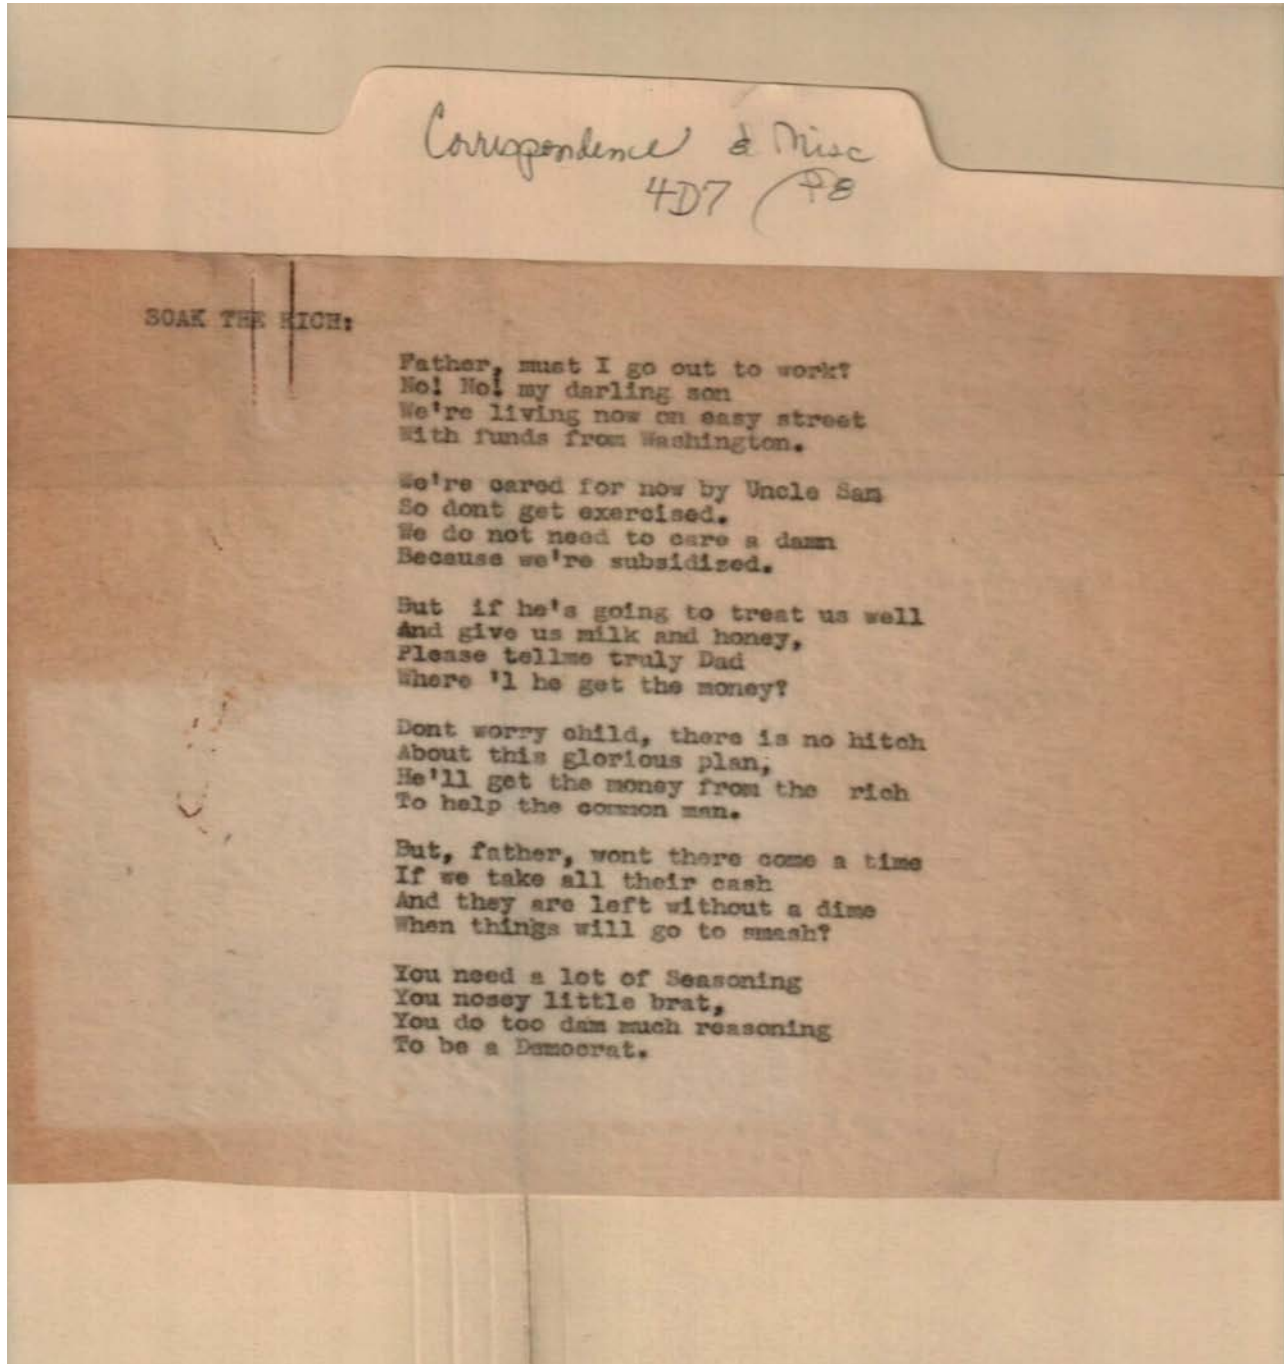 Correspondence & Misc
4D7
SOAK THE RICH:
Father, must I go out to work?
No! No! my darling son
We're living now on easy street
With funds from Washington.
We're cared for now by Uncle Sam
So dont get exercised.
We do not need to care a damn
Because we're subsidized.
But if he's going to treat us well
And give us milk and honey,
Please tellme truly Dad
Where 'l he get the money?
Dont worry child, there is no hitch
About this glorious plan,
He'll get the money from the rich
To help the common man.
But, father, wont there come a time
If we take all their cash
And they are left without a dime
When things will go to smash?
You need a lot of Seasoning
You nosey little brat,
You do too dam much reasoning
To be a Democrat.